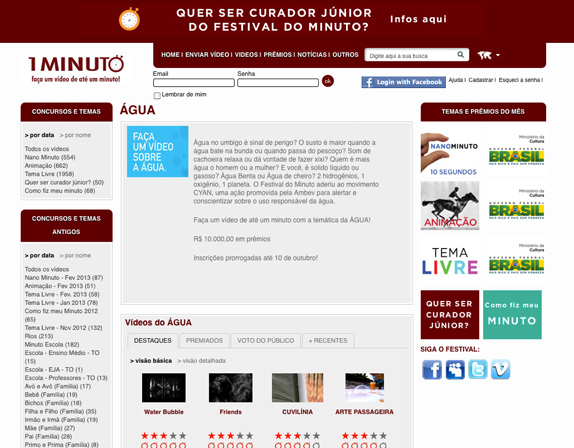 QUER SER CURADOR JÚNIOR
DO FESTIVAL DO MINUTO?
Infos aqui
1 MINUTO
faça um vídeo de até um minuto!
HOME I ENVIAR VÍDEO I VIDEOS I PRÊMIOS I NOTÍCIAS I OUTROS
Digite aqui a sua busca
Email
Senha
ok
Lembrar de mim
Login with Facebook
Ajuda I Cadastrar I Esqueci a senha I
CONCURSOS E TEMAS
> por data > por nome
Todos os vídeos
Nano Minuto (554)
Animação (662)
Tema Livre (1958)
Quer ser curador júnior? (50)
Como fiz meu minuto (68)
CONCURSOS E TEMAS
ANTIGOS
> por data > por nome
Todos os vídeos
Nano Minuto - Fev 2013 (87)
Animação - Fev 2013 (51)
Tema Livre - Fev. 2013 (58)
Tema Livre - Jan 2013 (78)
Como fiz meu Minuto 2012
(65)
Tema Livre - Nov 2012 (132)
Rios (213)
Minuto Escola (182)
Escola - Ensino Médio - TO
(15)
Escola - EJA - TO (1)
Escola - Professores - TO (13)
Avó e Avô (Família) (17)
Bebê (Família) (19)
Bichos (Família) (18)
Filha e Filho (Família) (35)
Irmão e Irmã (Família) (19)
Mãe (Família) (27)
Pai (Família) (28)
Primo e Prima (Família) (8)
ÁGUA
FAÇA
UM VÍDEO
SOBRE
A ÁGUA.
Água no umbigo é sinal de perigo? O susto é maior quando a
água bate na bunda ou quando passa do pescoço? Som de
cachoeira relaxa ou dá vontade de fazer xixi? Quem é mais
água o homem ou a mulher? E você, é solido líquido ou
gasoso? Água Benta ou Água de cheiro? 2 hidrogênios, 1
oxigênio, 1 planeta. O Festival do Minuto aderiu ao movimento
CYAN, uma ação promovida pela Ambev para alertar e
conscientizar sobre o uso responsável da água.
Faça um vídeo de até um minuto com a temática da ÁGUA!
R$ 10.000,00 em prêmios
Inscrições prorrogadas até 10 de outubro!
Vídeos do ÁGUA
DESTAQUES
PREMIADOS
VOTO DO PÚBLICO
+ RECENTES
> visão básica > visão detalhada
Water Bubble
Friends
CUVILÍNIA
ARTE PASSAGEIRA
TEMAS E PRÊMIOS DO MÊS
NANOMINUTO
10 SEGUNDOS
Ministério da
Cultura
BRASIL
ANIMAÇÃO
Ministério da
Cultura
BRASIL
TEMA
LIVRE
Ministério da
Cultura
BRASIL
QUER SER
CURADOR
JÚNIOR?
Como fiz meu
MINUTO
SIGA O FESTIVAL: